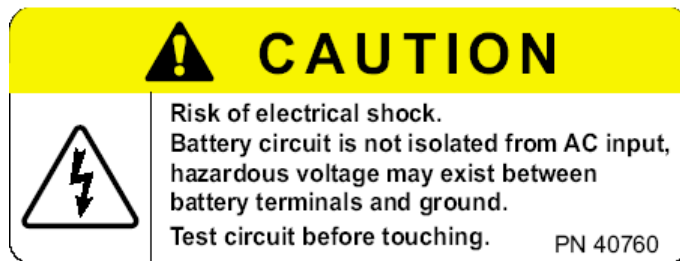 CAUTION
Risk of electrical shock.
Battery circuit is not isolated from AC input,
hazardous voltage may exist between
battery terminals and ground.
Test circuit before touching.
PN 40760